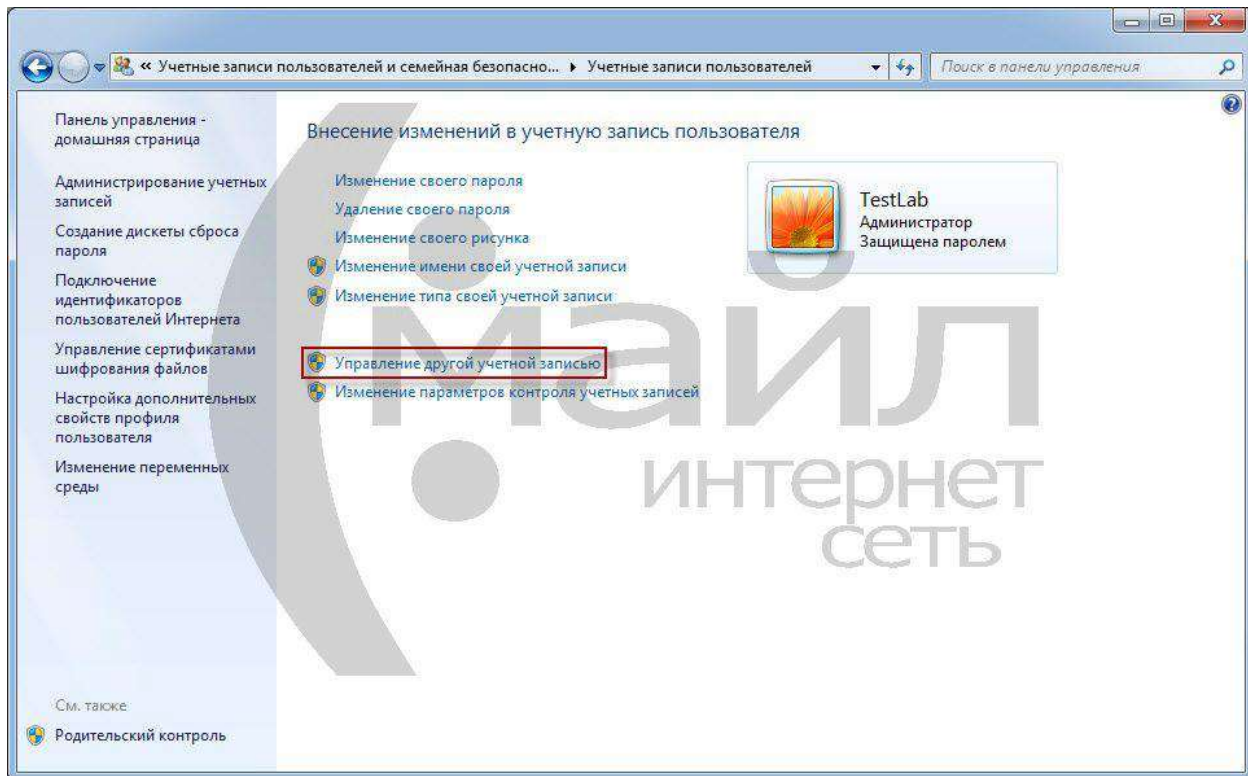 « Учетные записи пользователей и семейная безопасно... ▸ Учетные записи пользователей
Поиск в панели управления
Панель управления -
домашняя страница
Администрирование учетных
записей
Создание дискеты сброса
пароля
Подключение
идентификаторов
пользователей Интернета
Управление сертификатами
шифрования файлов
Настройка дополнительных
свойств профиля
пользователя
Изменение переменных
среды
См. также
Родительский контроль
Внесение изменений в учетную запись пользователя
Изменение своего пароля
Удаление своего пароля
Изменение своего рисунка
Изменение имени своей учетной записи
Изменение типа своей учетной записи
Управление другой учетной записью
Изменение параметров контроля учетных записей
TestLab
Администратор
Защищена паролем
майл
интернет
сеть